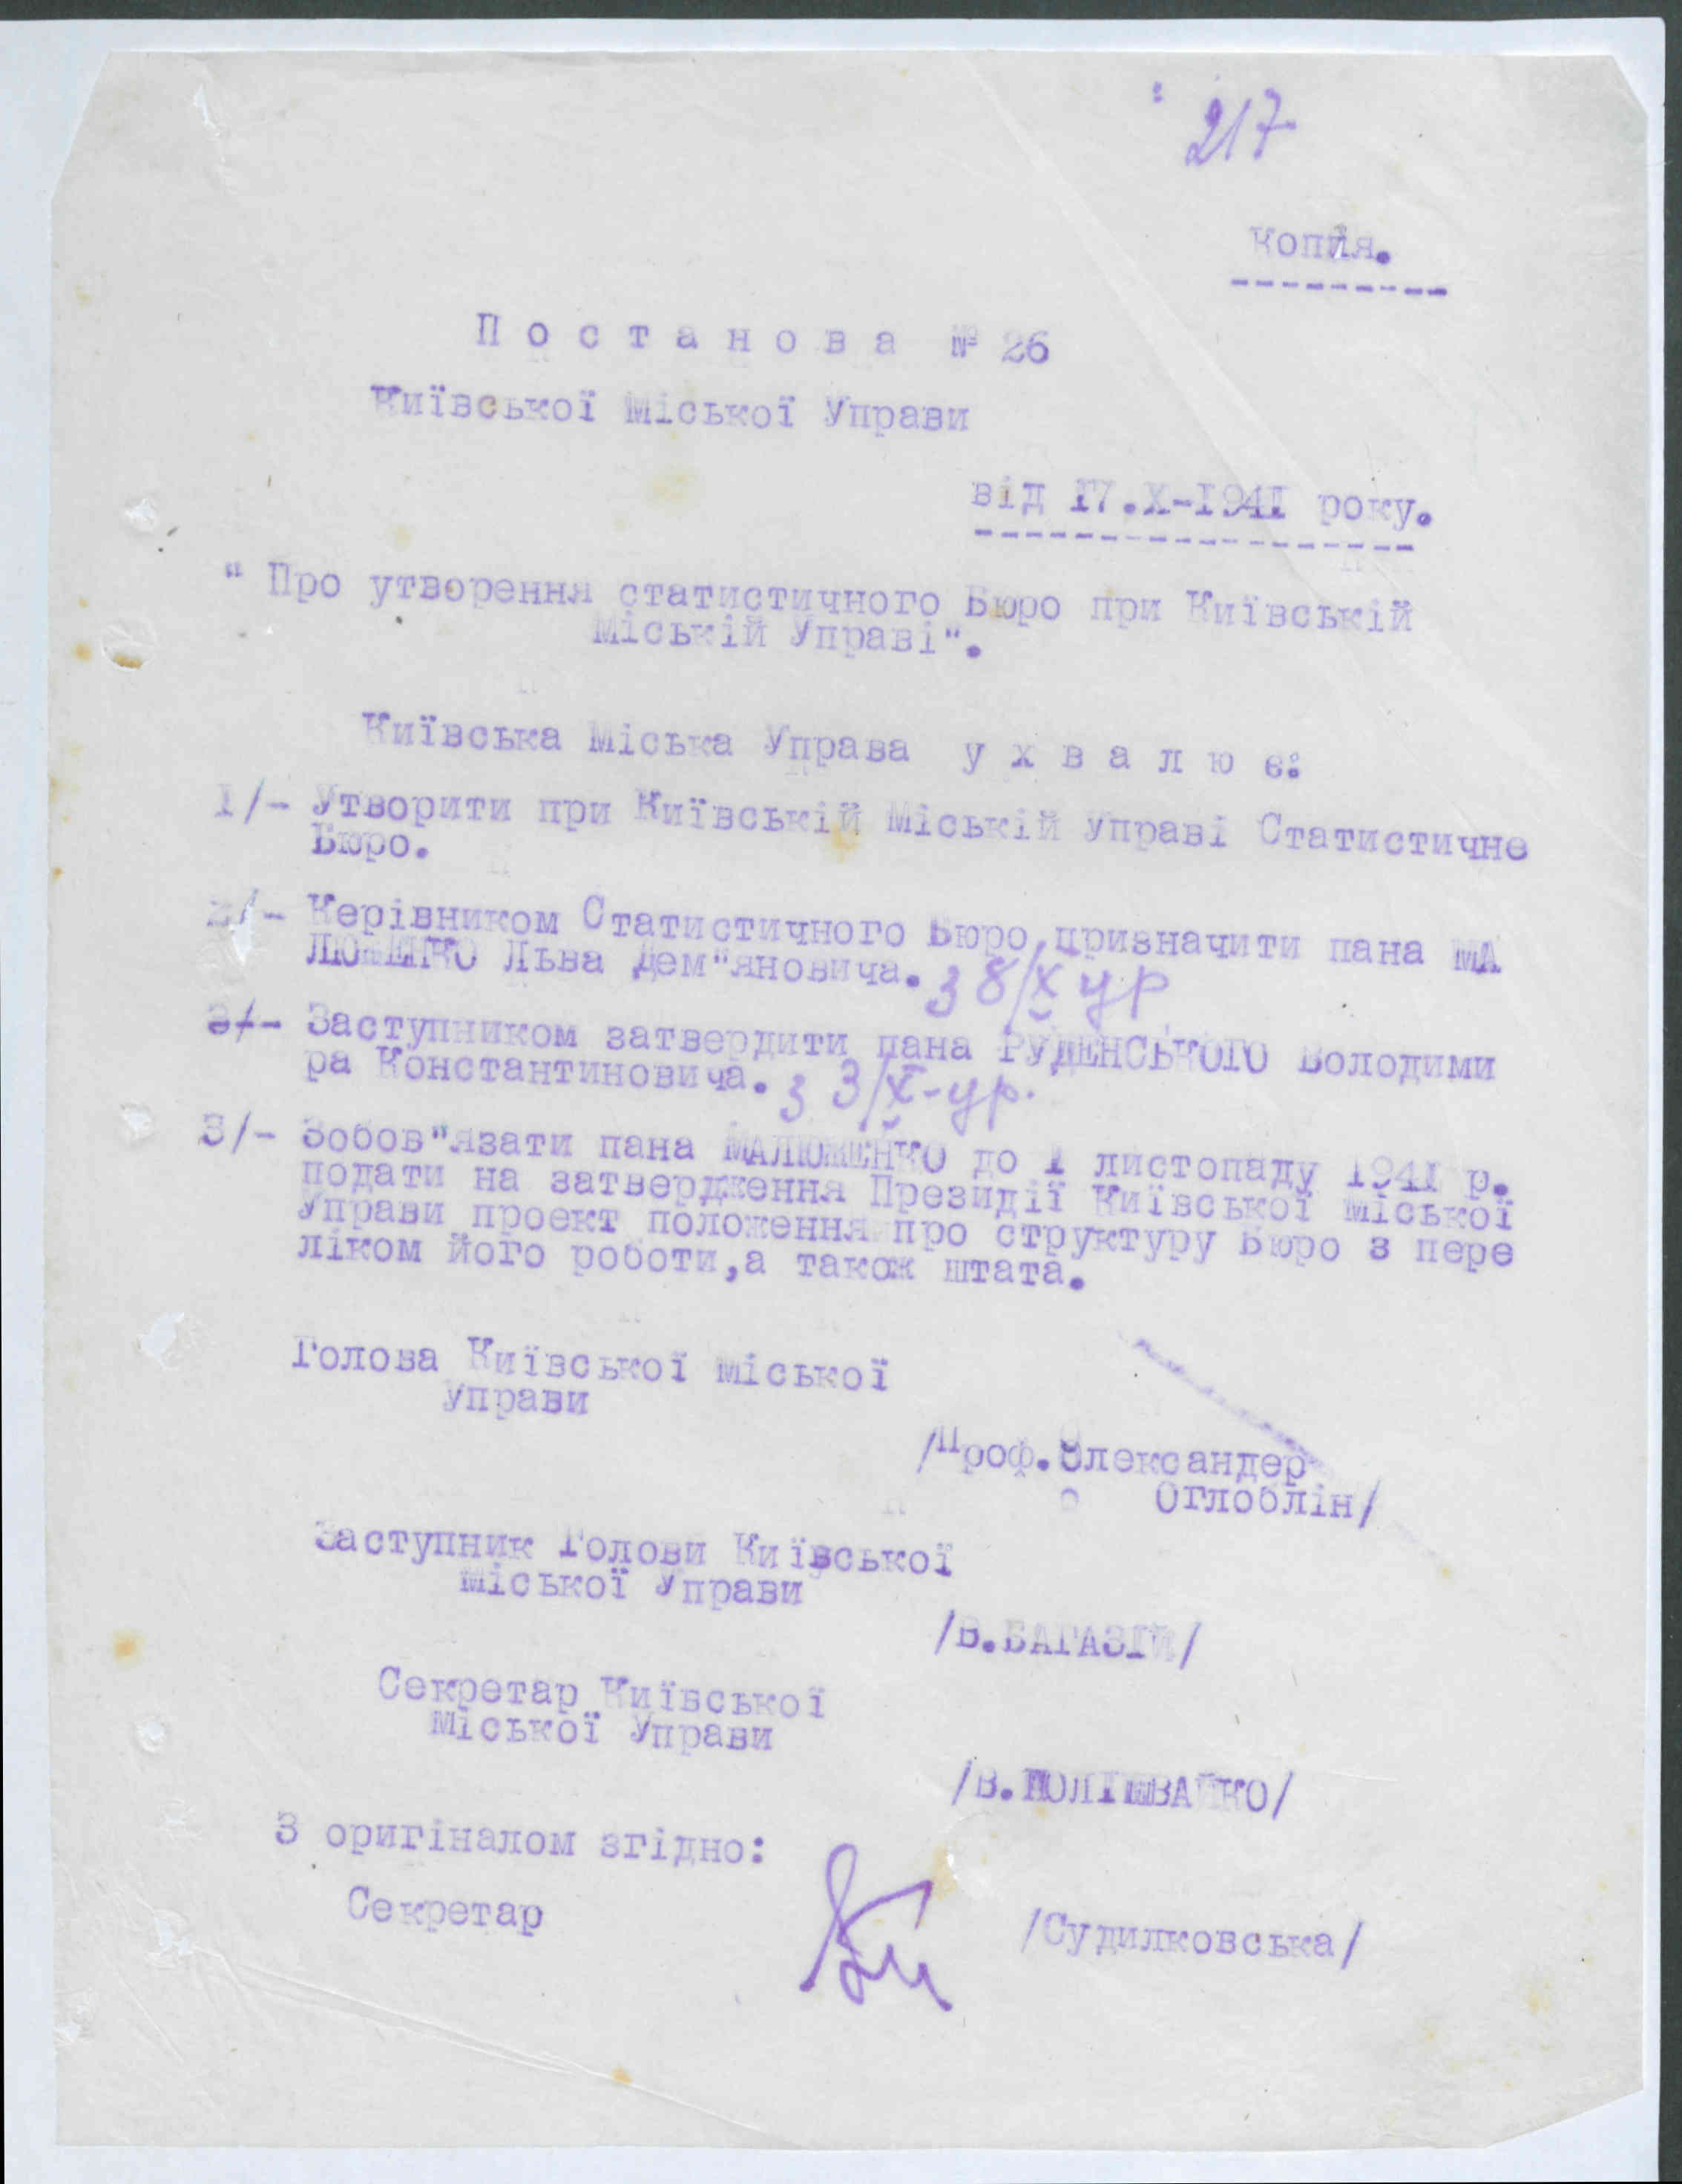 217
Копия.
Постанова № 26
Київської Міської Управи
від 17.X-1941 року.
" Про утворення статистичного Бюро при Київській
Міській Управі".
Київська Міська Управа у х в а л ю є:
1/- Утворити при Київській Міській Управі Статистичне
Бюро.
2/- Керівником Статистичного Бюро, призначити пана МА
ЛЮЖЕНКО Льва Дем"яновича. з 8/X ц р
3/- Заступником затвердити пана РУДЕНСЬКОГО Володими
ра Константиновича. з 3/X-ц р.
3/- Зобов"язати пана МАЛЮЖЕНКО до 1 листопаду 1941 р.
подати на затвердження Президії Київської Міської
Управи проект положення про структуру Бюро з пере
ліком його роботи, а також штата.
Голова Київської Міської
Управи
/Проф. Олександер
Оглоблін/
Заступник Голови Київської
Міської Управи
/В. БАГАЗІЙ/
Секретар Київської
Міської Управи
/В.
З оригіналом згідно:
Секретар
/Судилковська/